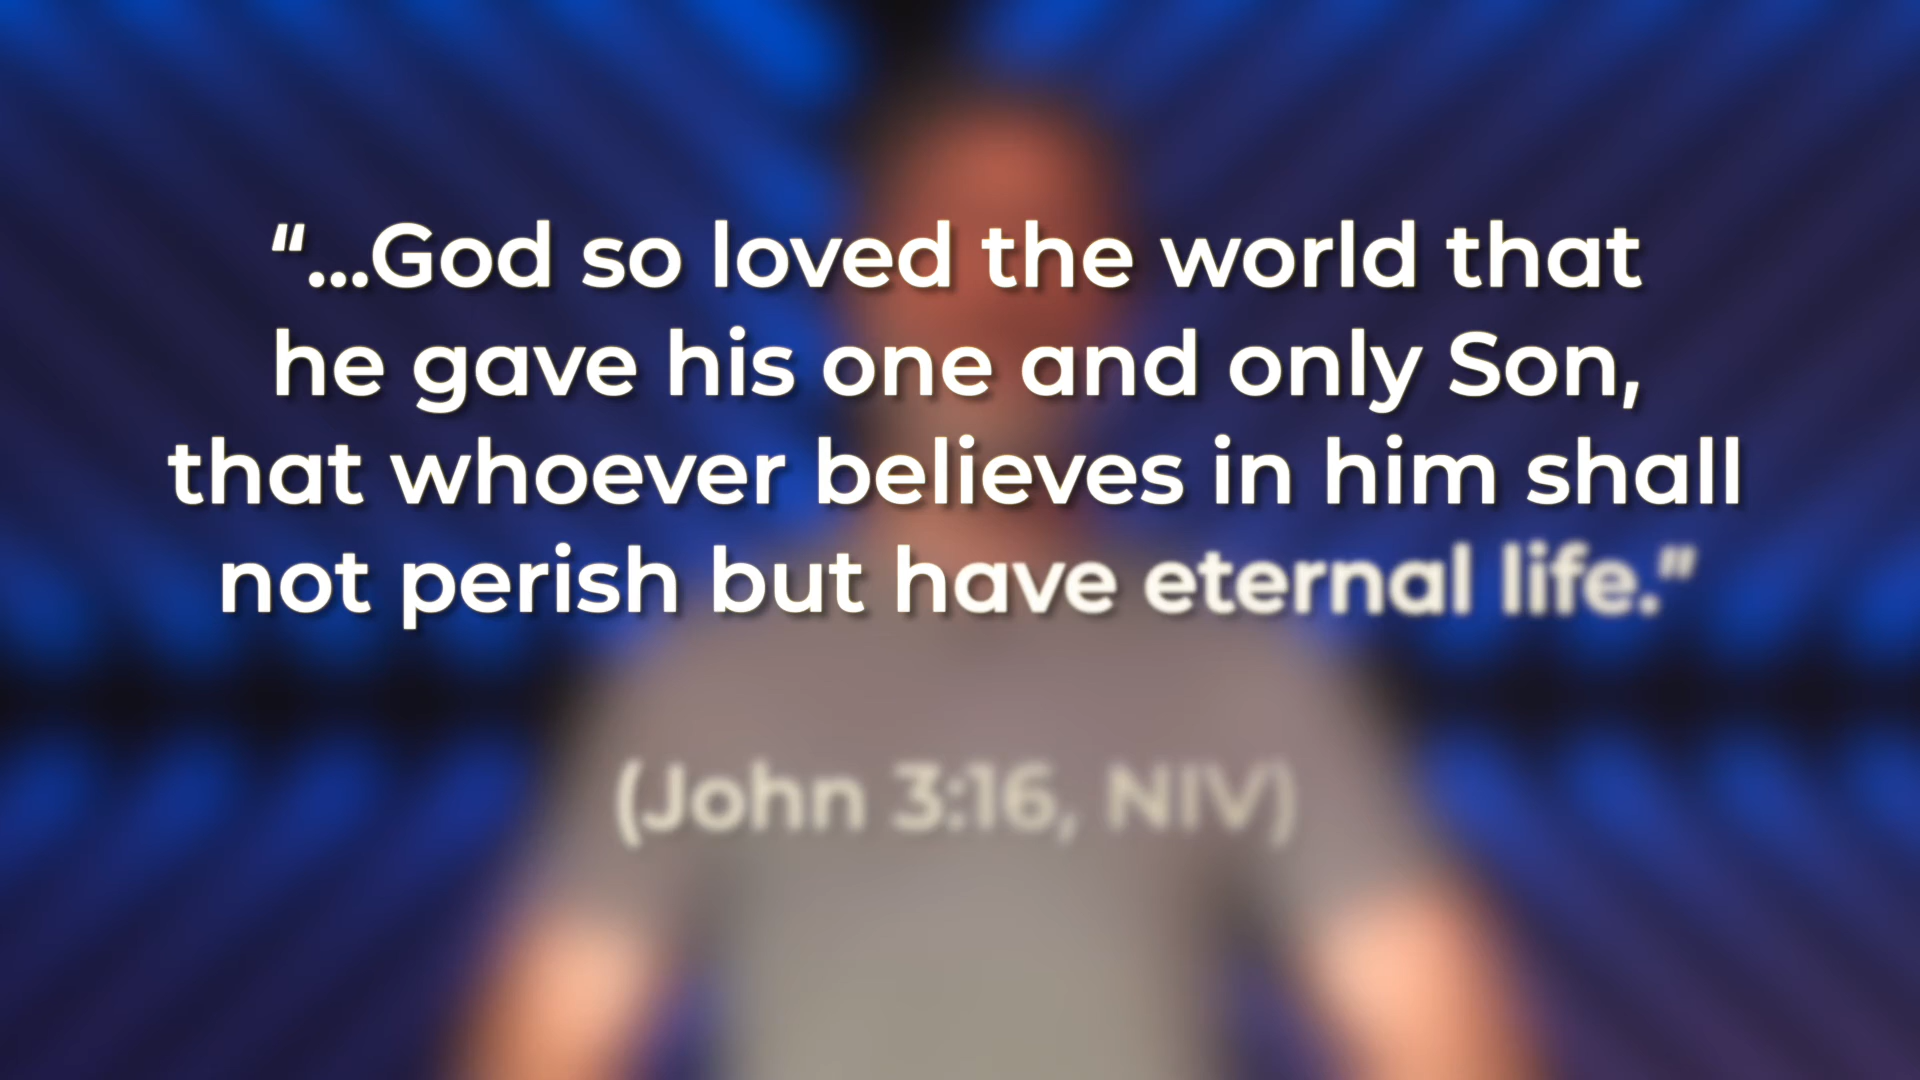 “...God so loved the world that
he gave his one and only Son,
that whoever believes in him shall
not perish but have eternal life.”
(John 3:16, NIV)